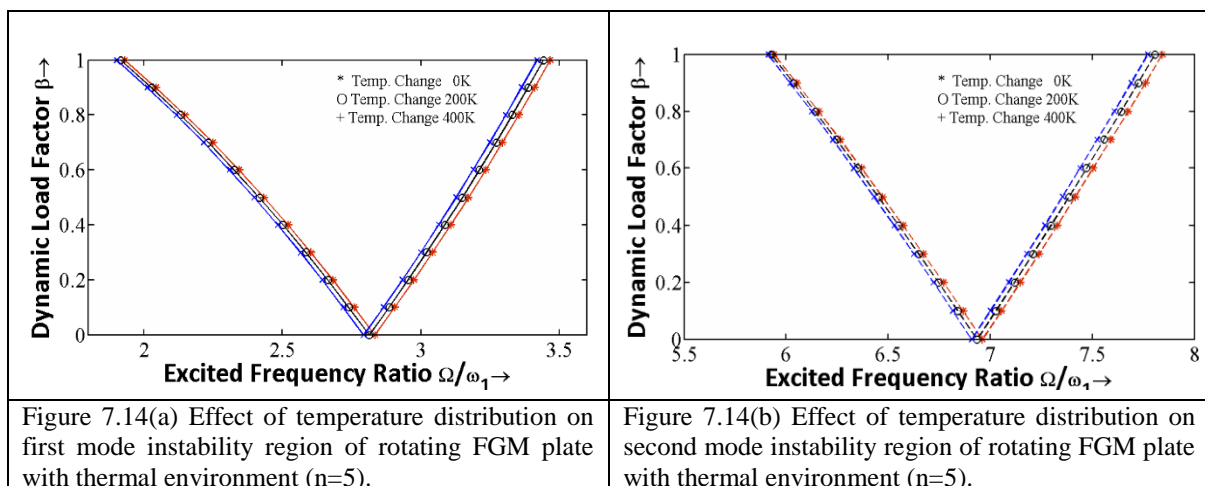 1
0.8
0.6
0.4
0.2
0
Dynamic Load Factor β→
* Temp. Change 0K
O Temp. Change 200K
+ Temp. Change 400K
2 2.5 3 3.5
Excited Frequency Ratio Ω/ω₁→
1
0.8
0.6
0.4
0.2
0
Dynamic Load Factor β→
* Temp. Change 0K
O Temp. Change 200K
+ Temp. Change 400K
5.5 6 6.5 7 7.5 8
Excited Frequency Ratio Ω/ω₁→
Figure 7.14(a) Effect of temperature distribution on
first mode instability region of rotating FGM plate
with thermal environment (n=5).
Figure 7.14(b) Effect of temperature distribution on
second mode instability region of rotating FGM plate
with thermal environment (n=5).